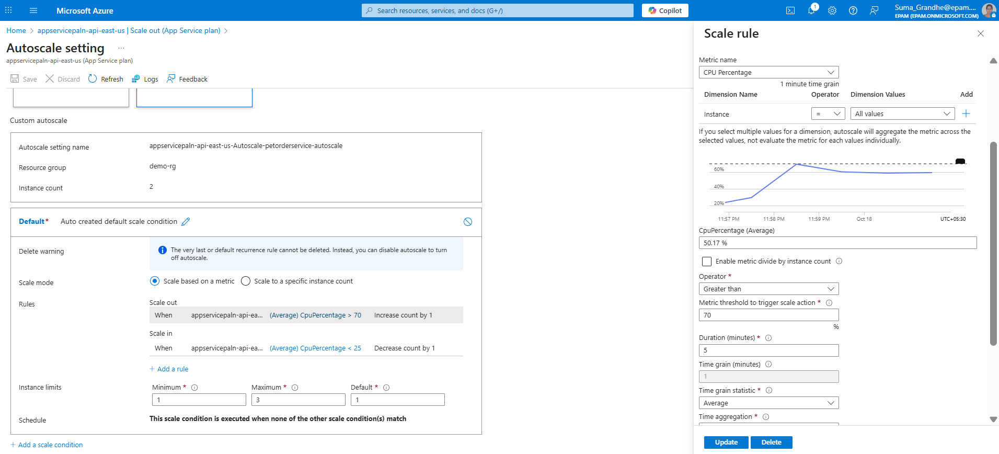 Microsoft Azure
Search resources, services, and docs (G+/)
Copilot
1
Suma_Grandhe@epam....
EPAM (EPAM.ONMICROSOFT.COM)
Home > appservicepaln-api-east-us | Scale out (App Service plan) >
Autoscale setting ...
appservicepaln-api-east-us (App Service plan)
Save Discard Refresh Logs Feedback
Custom autoscale
Autoscale setting name appservicepaln-api-east-us-Autoscale-petorderservice-autoscale
Resource group demo-rg
Instance count 2
Default* Auto created default scale condition
Delete warning
The very last or default recurrence rule cannot be deleted. Instead, you can disable autoscale to turn
off autoscale.
Scale mode Scale based on a metric Scale to a specific instance count
Rules
Scale out
When appservicepaln-api-ea... (Average) CpuPercentage > 70 Increase count by 1
Scale in
When appservicepaln-api-ea... (Average) CpuPercentage < 25 Decrease count by 1
+ Add a rule
Instance limits
Minimum * Maximum * Default *
1 3 1
Schedule This scale condition is executed when none of the other scale condition(s) match
+ Add a scale condition
Scale rule
Metric name
CPU Percentage
1 minute time grain
Dimension Name Operator Dimension Values Add
Instance = All values +
If you select multiple values for a dimension, autoscale will aggregate the metric across the
selected values, not evaluate the metric for each values individually.
60%
40%
20%
11:57 PM 11:58 PM 11:59 PM Oct 18 UTC+05:30
CpuPercentage (Average)
50.17 %
Enable metric divide by instance count
Operator *
Greater than
Metric threshold to trigger scale action *
70
%
Duration (minutes) *
5
Time grain (minutes)
1
Time grain statistic *
Average
Time aggregation *
Update Delete